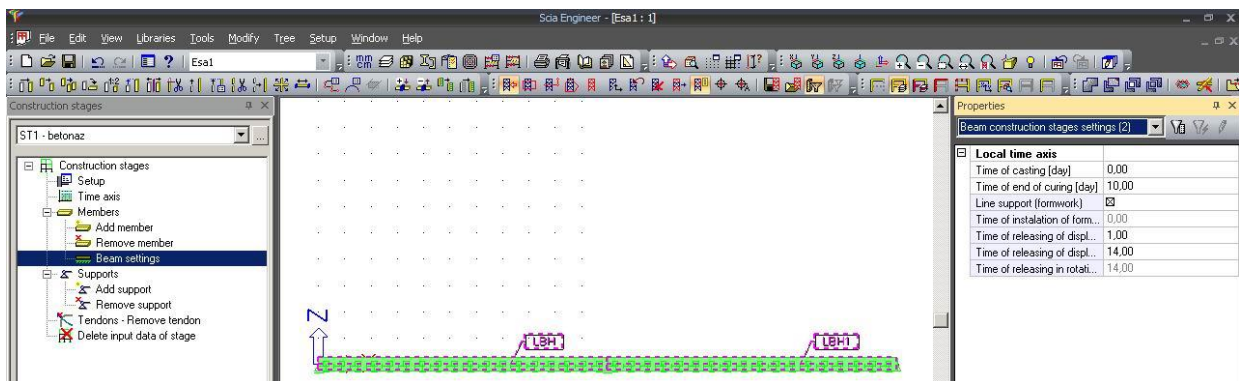 Scia Engineer - [Esa1 : 1]
File Edit View Libraries Tools Modify Tree Setup Window Help
Esa1
Construction stages
ST1 - betonaz
...
Construction stages
Setup
Time axis
Members
Add member
Remove member
Beam settings
Supports
Add support
Remove support
Tendons - Remove tendon
Delete input data of stage
Z
LBH
LBH1
Properties
Beam construction stages settings (2)
Local time axis
Time of casting [day] 0,00
Time of end of curing [day] 10,00
Line support (formwork)
Time of instalation of form... 0,00
Time of releasing of displ... 1,00
Time of releasing of displ... 14,00
Time of releasing in rotati... 14,00